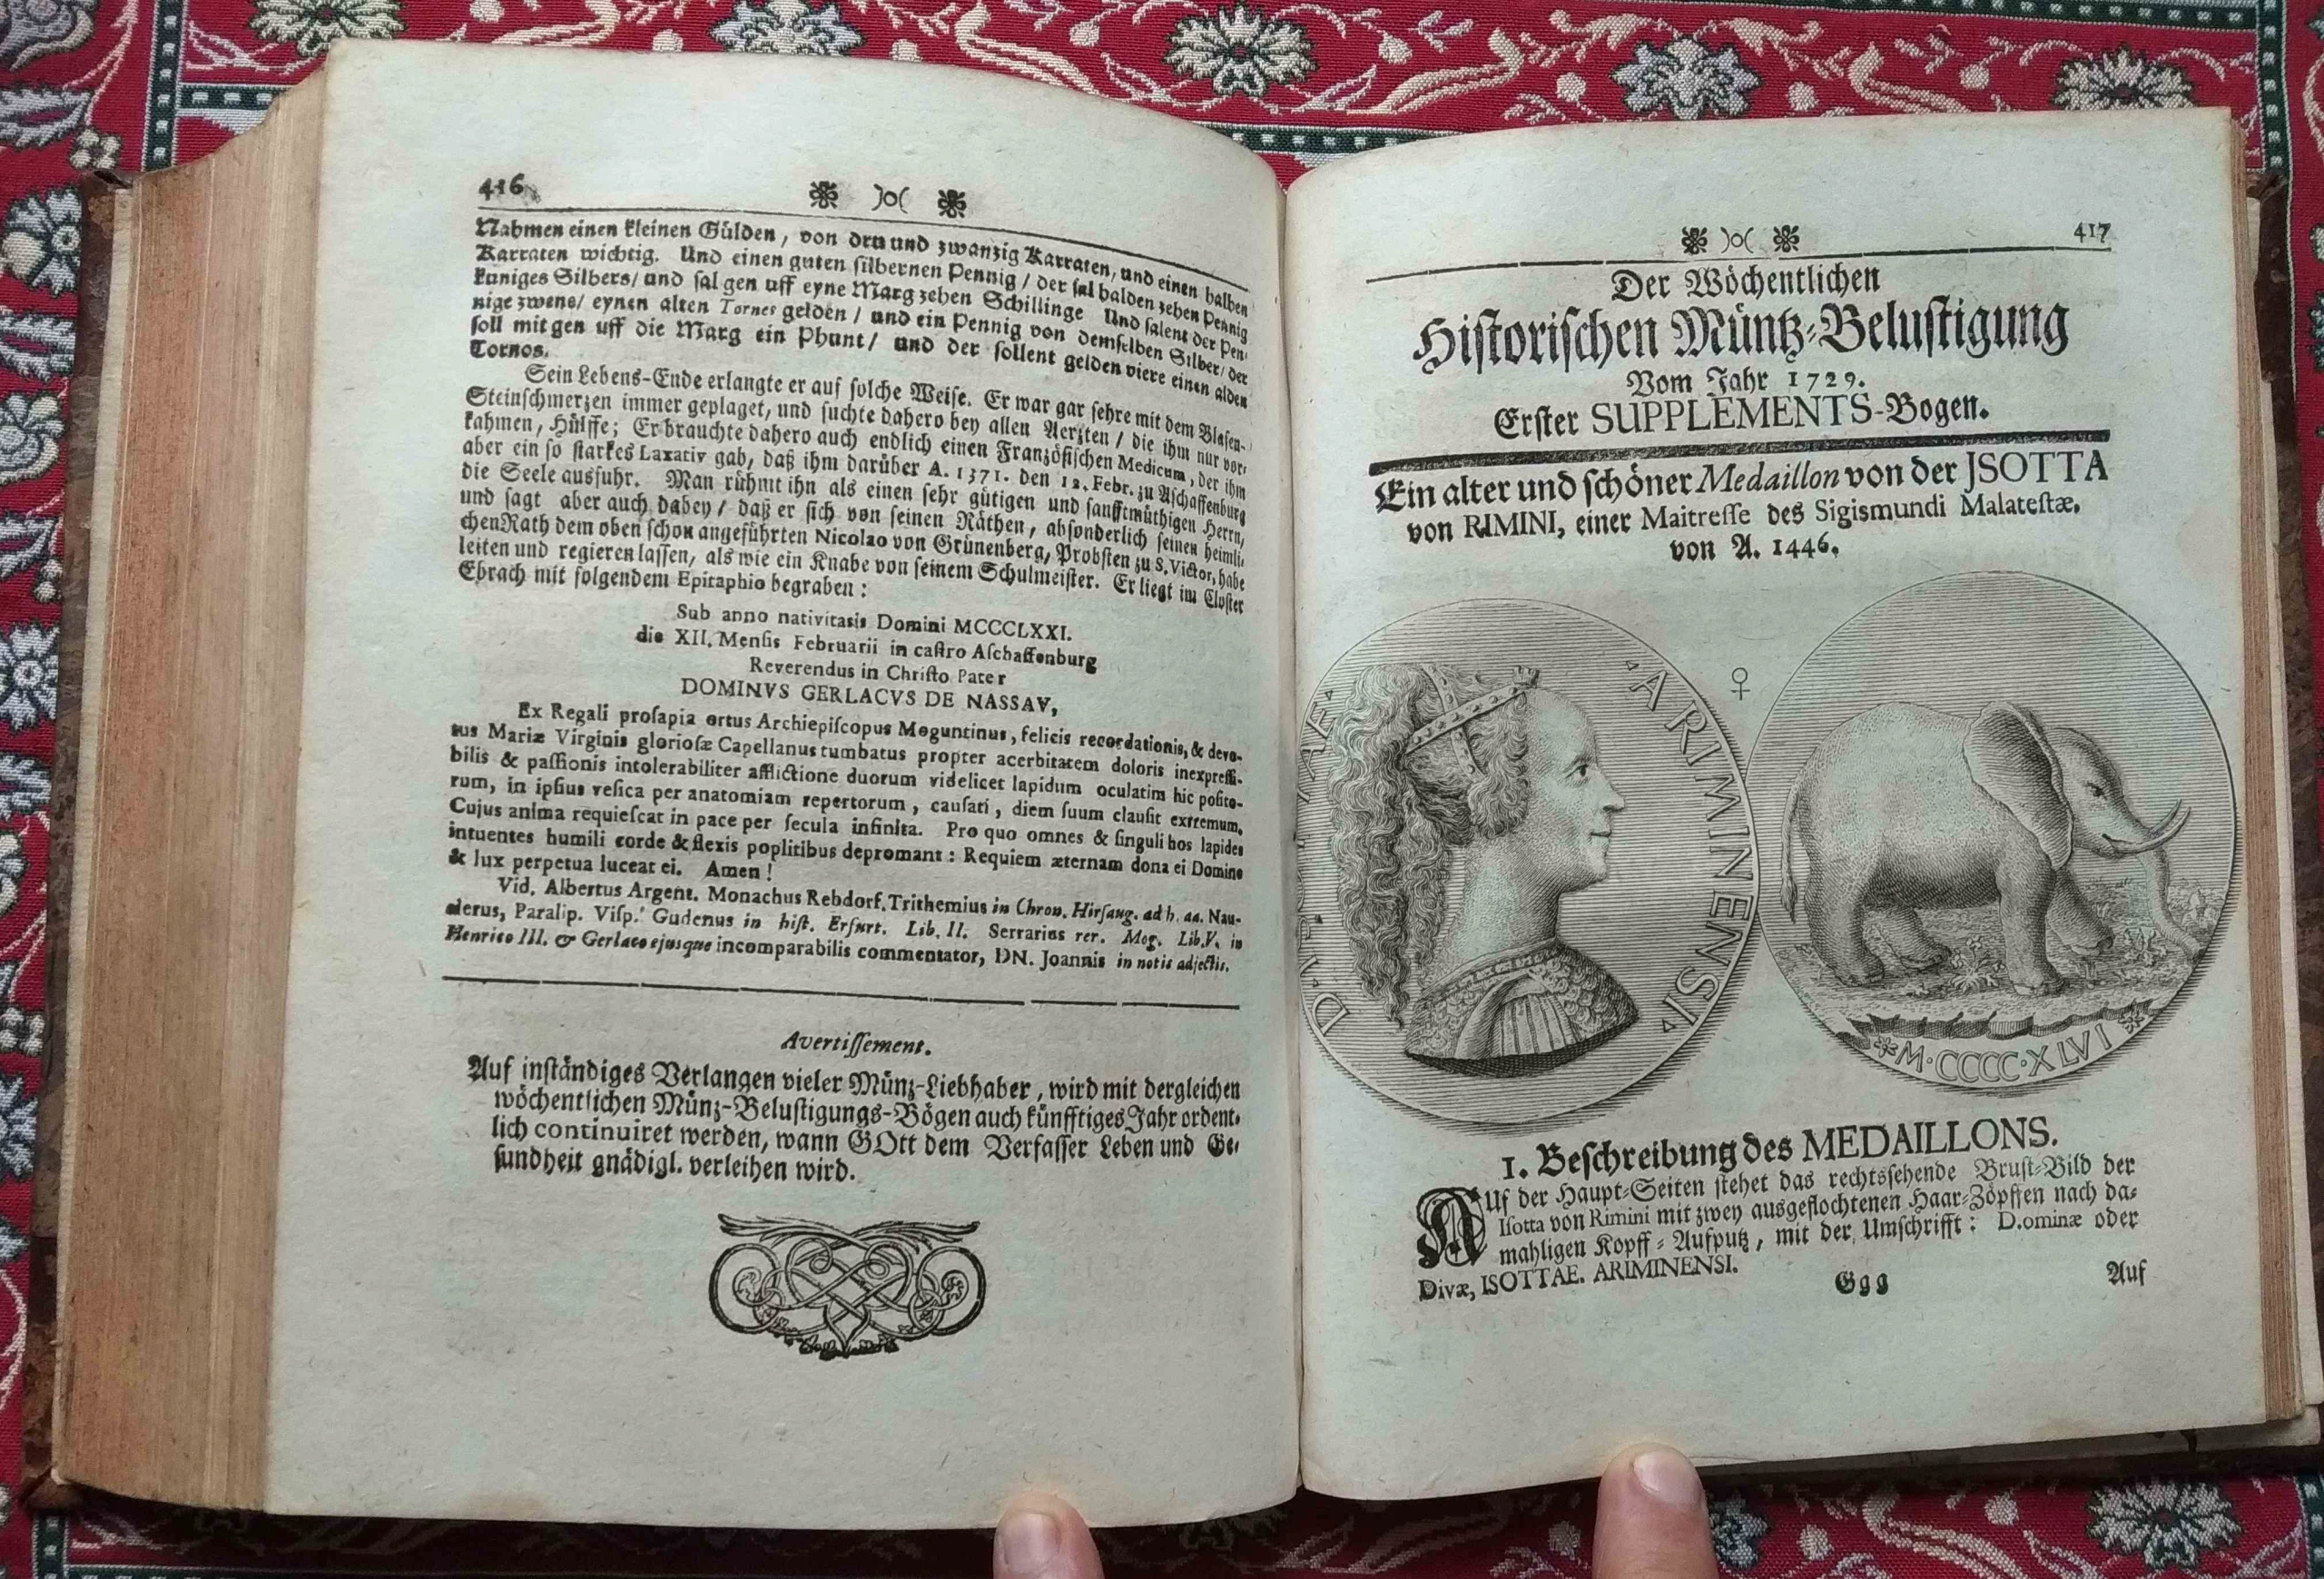 416
Nahmen einen kleinen Gülden, von dru und zwanzig Karraten, und einen halben
Karraten wichtig. Und einen guten silbernen Pennig / der sal halden zehen Pennig
kuniges Silbers / und sal gen uff eyne Marg zehen Schillinge Und salent der Pen-
nige zwene / eynen alten Tornes gelden / und ein Pennig von demselben Silber / der
soll mit gen uff die Marg ein Phunt / und der sollent gelden viere einen alden
Tornos.
Sein Lebens-Ende erlangte er auf solche Weise. Er war gar sehre mit dem Blasen-
Steinschmerzen immer geplaget, und suchte dahero bey allen Aerzten / die ihm nur vor-
kahmen, Hülffe; Er brauchte dahero auch endlich einen Französischen Medicum, der ihm
aber ein so starkes Laxativ gab, daß ihm darüber A. 1371. den 12. Febr. zu Aschaffenburg
die Seele ausfuhr. Man rühmt ihn als einen sehr gütigen und sanfftmüthigen Herrn,
und sagt aber auch dabey / daß er sich von seinen Räthen, absonderlich seinen heimli-
chen Rath dem oben schon angeführten Nicolao von Grünenberg, Probsten zu S. Victor, habe
leiten und regieren lassen, als wie ein Knabe von seinem Schulmeister. Er liegt im Closter
Ebrach mit folgendem Epitaphio begraben:
Sub anno nativitatis Domini MCCCLXXI.
die XII. Mensis Februarii in castro Aschaffenburg
Reverendus in Christo Pater
DOMINVS GERLACVS DE NASSAV,
Ex Regali prosapia ortus Archiepiscopus Moguntinus, felicis recordationis, & devo-
tus Mariæ Virginis gloriosæ Capellanus tumbatus propter acerbitatem doloris inexpressi-
bilis & passionis intolerabiliter afflictione duorum videlicet lapidum oculatim hic posito-
rum, in ipsius vesica per anatomiam repertorum, causati, diem suum clausit extremum.
Cujus anima requiescat in pace per secula infinita. Pro quo omnes & singuli hos lapides
intuentes humili corde & flexis poplitibus depromant: Requiem æternam dona ei Domine
& lux perpetua luceat ei. Amen!
Vid. Albertus Argent. Monachus Rebdorf. Trithemius in Chron. Hirsaug. ad h. aa. Nau-
clerus, Paralip. Visp. Gudenus in hist. Erfurt. Lib. II. Serrarius rer. Mog. Lib. V. in
Henrico III. & Gerlaco ejusque incomparabilis commentator, DN. Joannis in notis adjectis.
Avertissement.
Auf inständiges Verlangen vieler Münz-Liebhaber, wird mit dergleichen
wöchentlichen Münz-Belustigungs-Bögen auch künfftiges Jahr ordent-
lich continuiret werden, wann GOtt dem Verfasser Leben und Ge-
sundheit gnädigl. verleihen wird.
417
Der Wöchentlichen
Historischen Müntz-Belustigung
Vom Jahr 1729.
Erster SUPPLEMENTS-Bogen.
Ein alter und schöner Medaillon von der JSOTTA
von RIMINI, einer Maitresse des Sigismundi Malatestæ.
von A. 1446.
ARIMINENSI
♀
M·CCCC·XLVI
1. Beschreibung des MEDAILLONS.
AUf der Haupt-Seiten stehet das rechtssehende Brust-Bild der
Isotta von Rimini mit zwey ausgeflochtenen Haar-Zöpffen nach da-
mahligen Kopff-Aufputz, mit der Umschrifft: D.ominæ oder
Divæ, ISOTTAE. ARIMINENSI.
Ggg
Auf